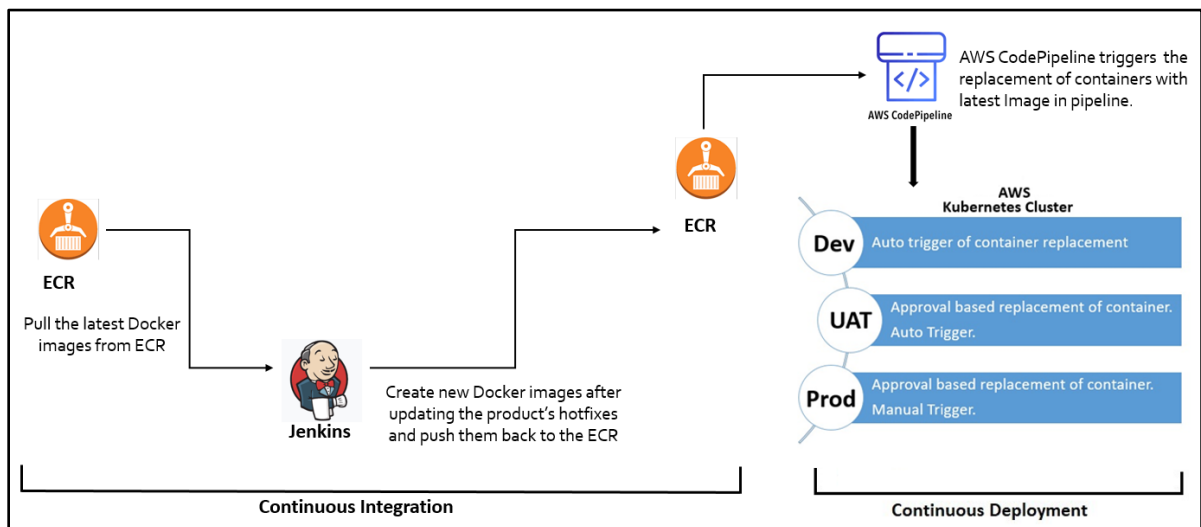 ECR
Pull the latest Docker
images from ECR
Jenkins
Create new Docker images after
updating the product's hotfixes
and push them back to the ECR
ECR
Continuous Integration
</>
AWS CodePipeline
AWS CodePipeline triggers the
replacement of containers with
latest Image in pipeline.
AWS
Kubernetes Cluster
Dev
Auto trigger of container replacement
UAT
Approval based replacement of container.
Auto Trigger.
Prod
Approval based replacement of container.
Manual Trigger.
Continuous Deployment